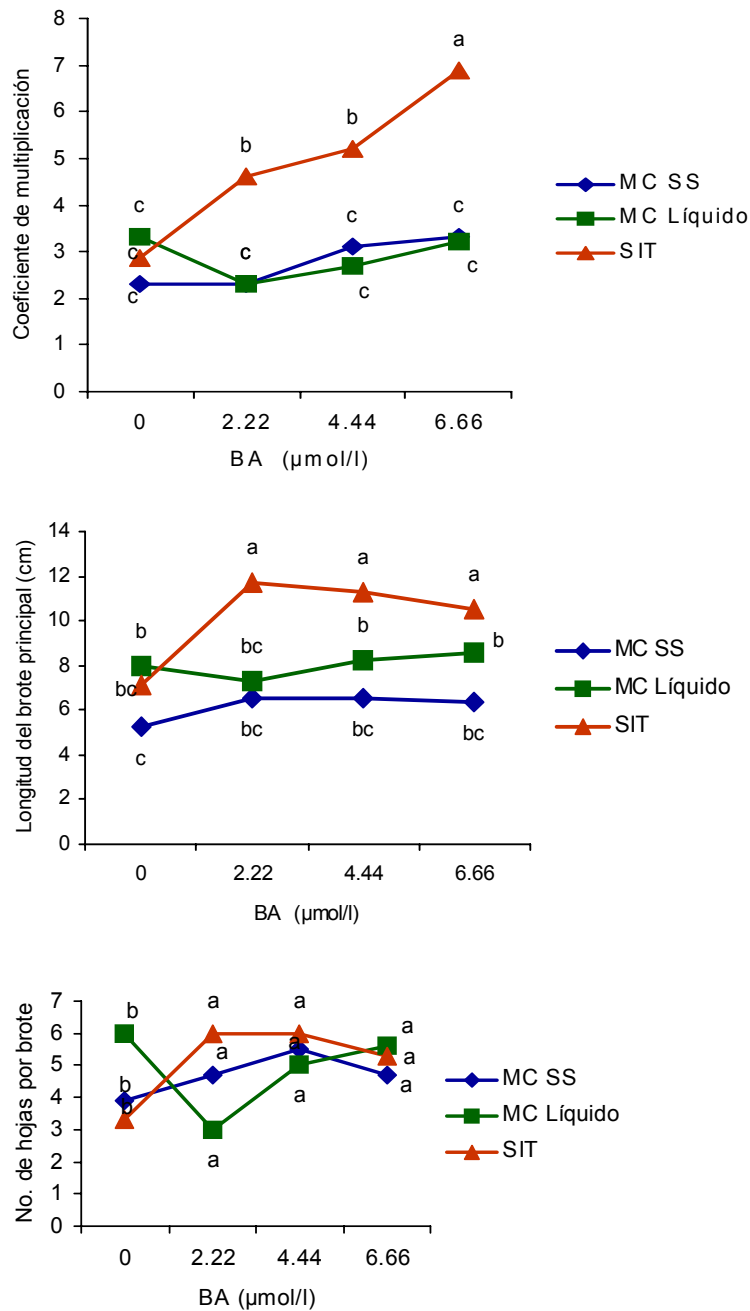 8
a
7
6
b
b
5
4
c
c
c
3
c
c
2
c
c
c
c
1
0
0
2.22
4.44
6.66
BA (µmol/l)
Coeficiente de multiplicación
MC SS
MC Líquido
SIT
14
a
a
a
12
10
b
bc
b
b
8
bc
6
bc
bc
bc
4
c
2
0
0
2.22
4.44
6.66
BA (µmol/l)
Longitud del brote principal (cm)
MC SS
MC Líquido
SIT
7
b
a
a
a
6
a
a
a
5
b
a
a
4
b
3
a
2
1
0
0
2.22
4.44
6.66
BA (µmol/l)
No. de hojas por brote
MC SS
MC Líquido
SIT